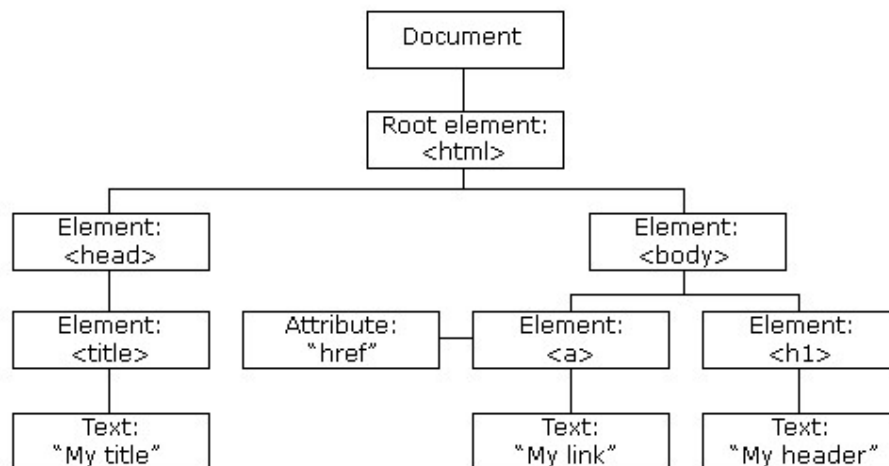 Document
Root element:
<html>
Element:
<head>
Element:
<body>
Element:
<title>
Attribute:
"href"
Element:
<a>
Element:
<h1>
Text:
"My title"
Text:
"My link"
Text:
"My header"